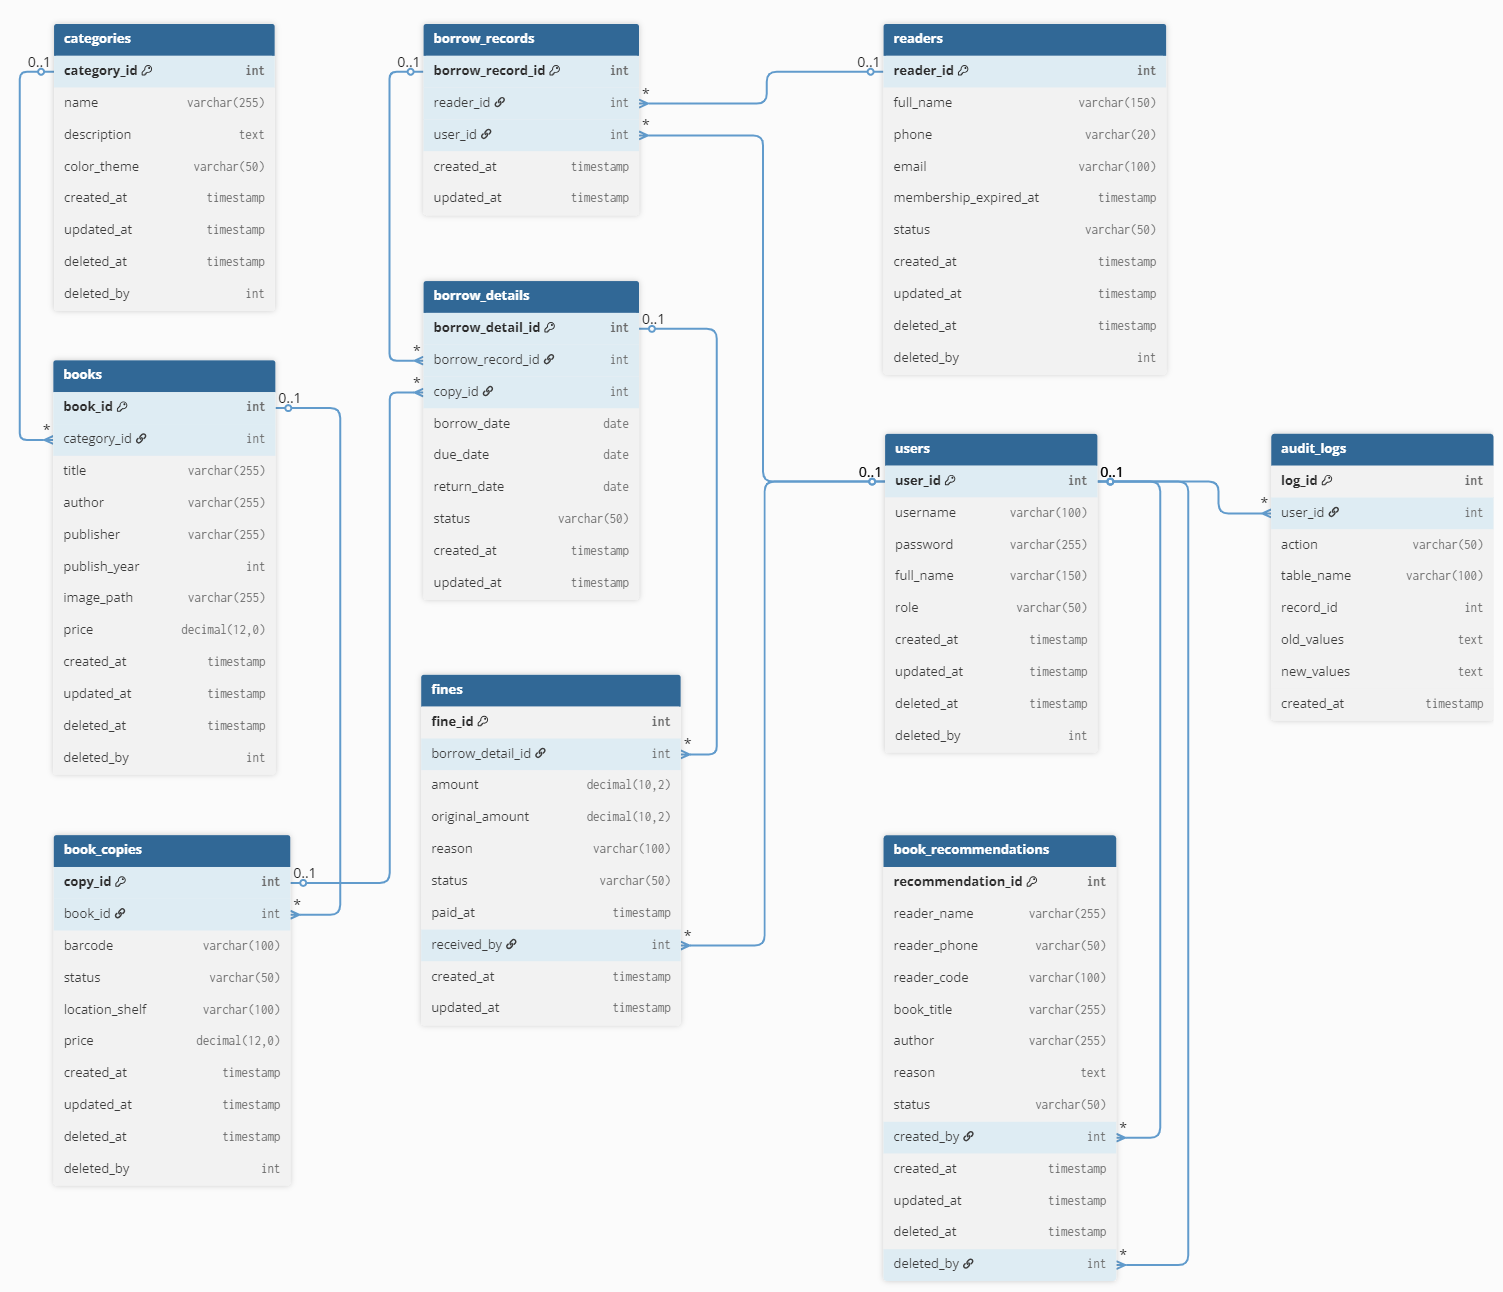 categories
0..1
category_id int
name varchar(255)
description text
color_theme varchar(50)
created_at timestamp
updated_at timestamp
deleted_at timestamp
deleted_by int
books
book_id int
0..1
*
category_id int
title varchar(255)
author varchar(255)
publisher varchar(255)
publish_year int
image_path varchar(255)
price decimal(12,0)
created_at timestamp
updated_at timestamp
deleted_at timestamp
deleted_by int
book_copies
copy_id int
0..1
book_id int
*
barcode varchar(100)
status varchar(50)
location_shelf varchar(100)
price decimal(12,0)
created_at timestamp
updated_at timestamp
deleted_at timestamp
deleted_by int
borrow_records
0..1
borrow_record_id int
reader_id int
*
user_id int
*
created_at timestamp
updated_at timestamp
borrow_details
borrow_detail_id int
0..1
*
borrow_record_id int
*
copy_id int
borrow_date date
due_date date
return_date date
status varchar(50)
created_at timestamp
updated_at timestamp
fines
fine_id int
borrow_detail_id int
*
amount decimal(10,2)
original_amount decimal(10,2)
reason varchar(100)
status varchar(50)
paid_at timestamp
received_by int
*
created_at timestamp
updated_at timestamp
readers
0..1
reader_id int
full_name varchar(150)
phone varchar(20)
email varchar(100)
membership_expired_at timestamp
status varchar(50)
created_at timestamp
updated_at timestamp
deleted_at timestamp
deleted_by int
users
0..1
user_id int
0..1
username varchar(100)
password varchar(255)
full_name varchar(150)
role varchar(50)
created_at timestamp
updated_at timestamp
deleted_at timestamp
deleted_by int
book_recommendations
recommendation_id int
reader_name varchar(255)
reader_phone varchar(50)
reader_code varchar(100)
book_title varchar(255)
author varchar(255)
reason text
status varchar(50)
created_by int
*
created_at timestamp
updated_at timestamp
deleted_at timestamp
deleted_by int
*
audit_logs
log_id int
*
user_id int
action varchar(50)
table_name varchar(100)
record_id int
old_values text
new_values text
created_at timestamp